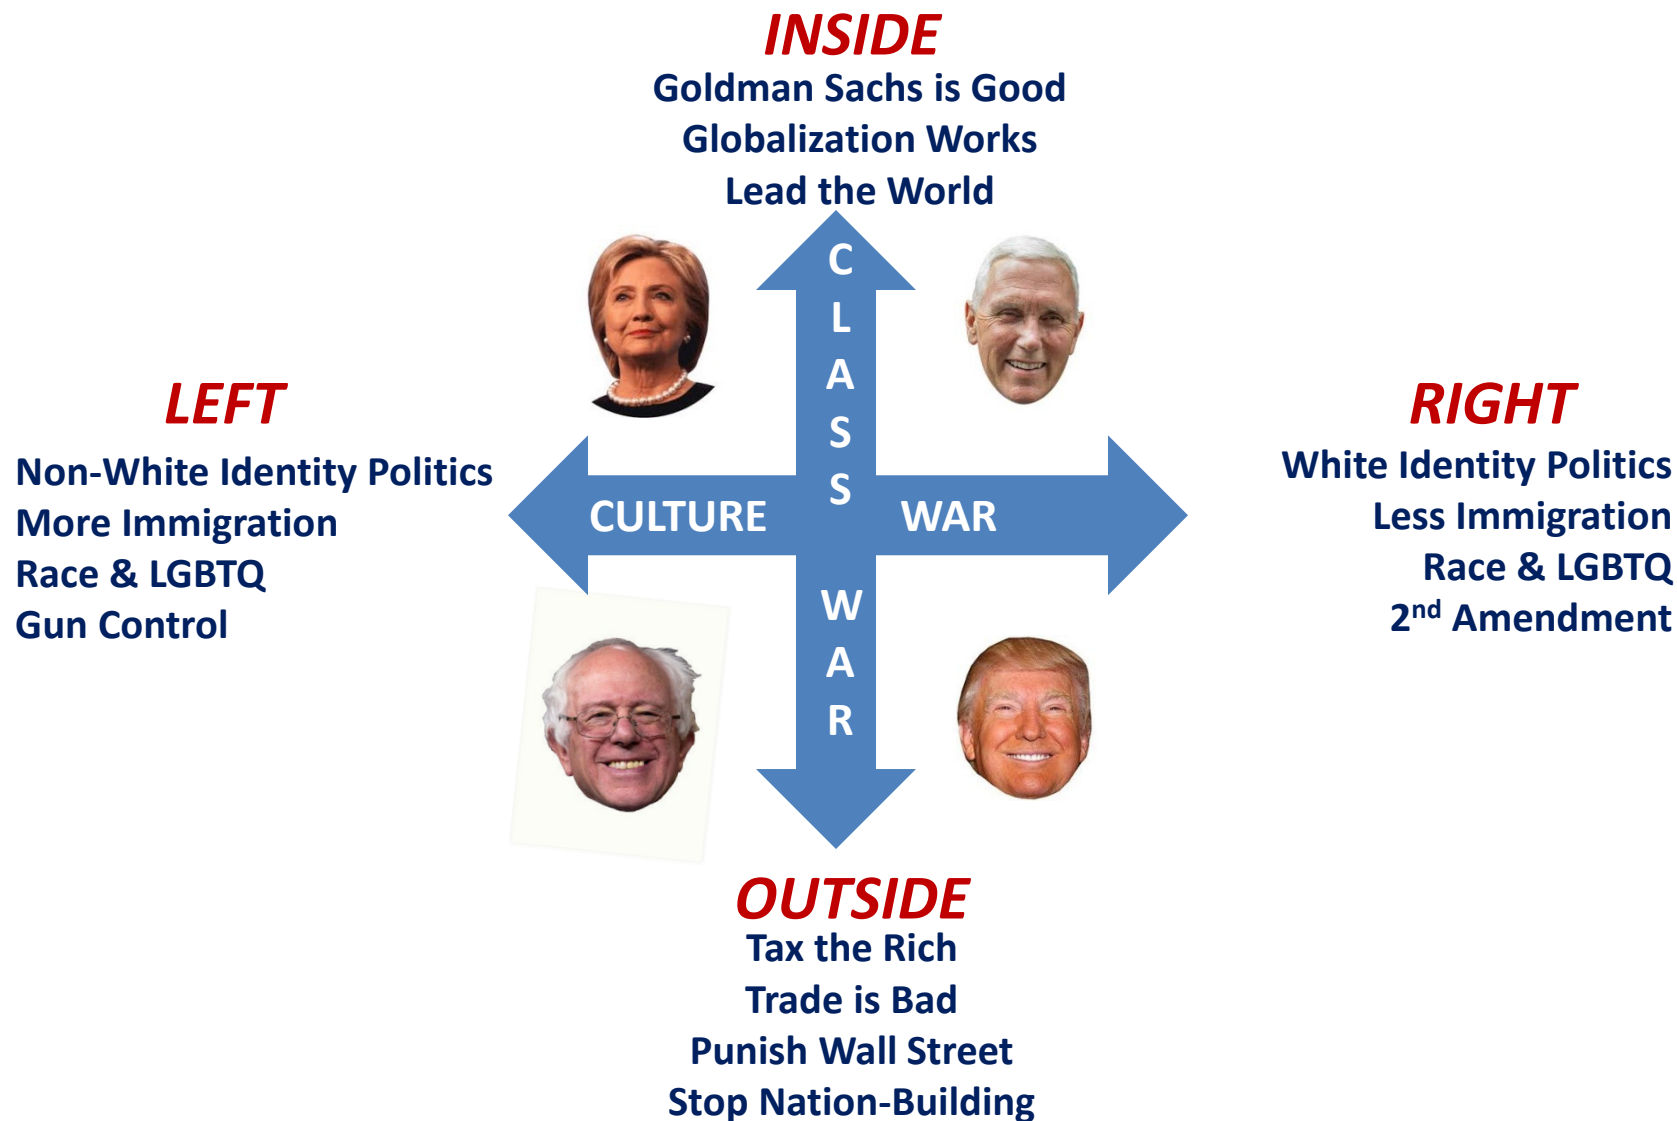 INSIDE
Goldman Sachs is Good
Globalization Works
Lead the World
CLASS WAR
LEFT
Non-White Identity Politics
More Immigration
Race & LGBTQ
Gun Control
CULTURE WAR
RIGHT
White Identity Politics
Less Immigration
Race & LGBTQ
2nd Amendment
OUTSIDE
Tax the Rich
Trade is Bad
Punish Wall Street
Stop Nation-Building